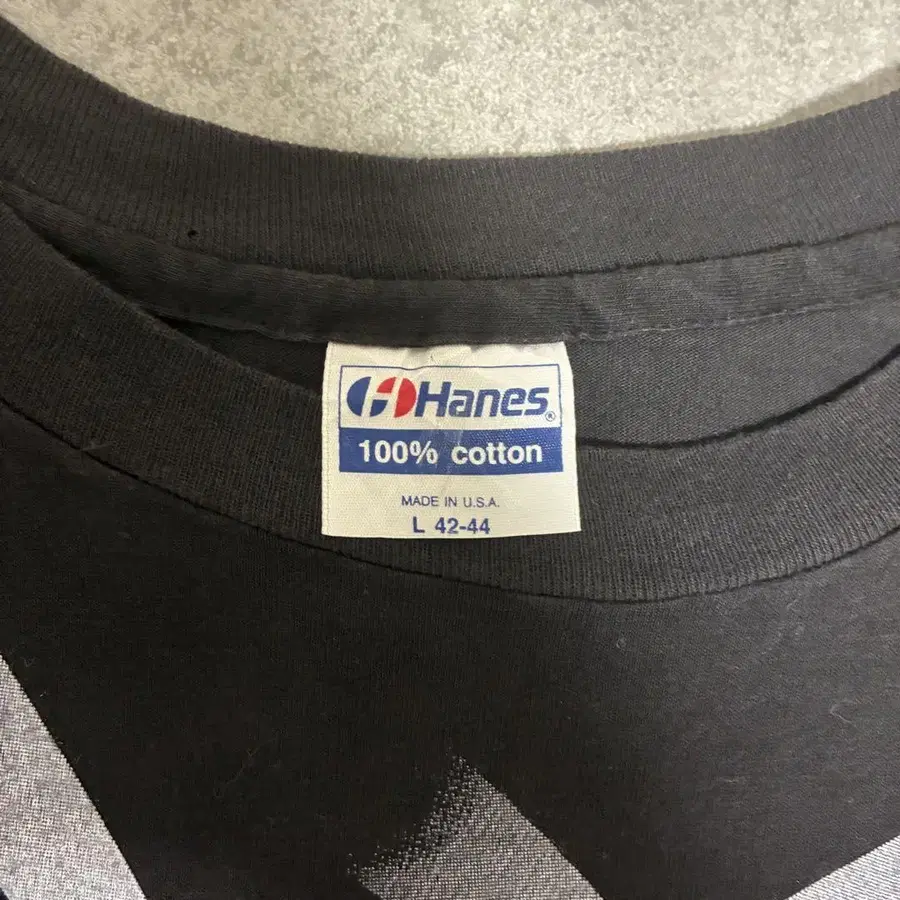 Hanes®
100% cotton
MADE IN U.S.A.
L 42-44